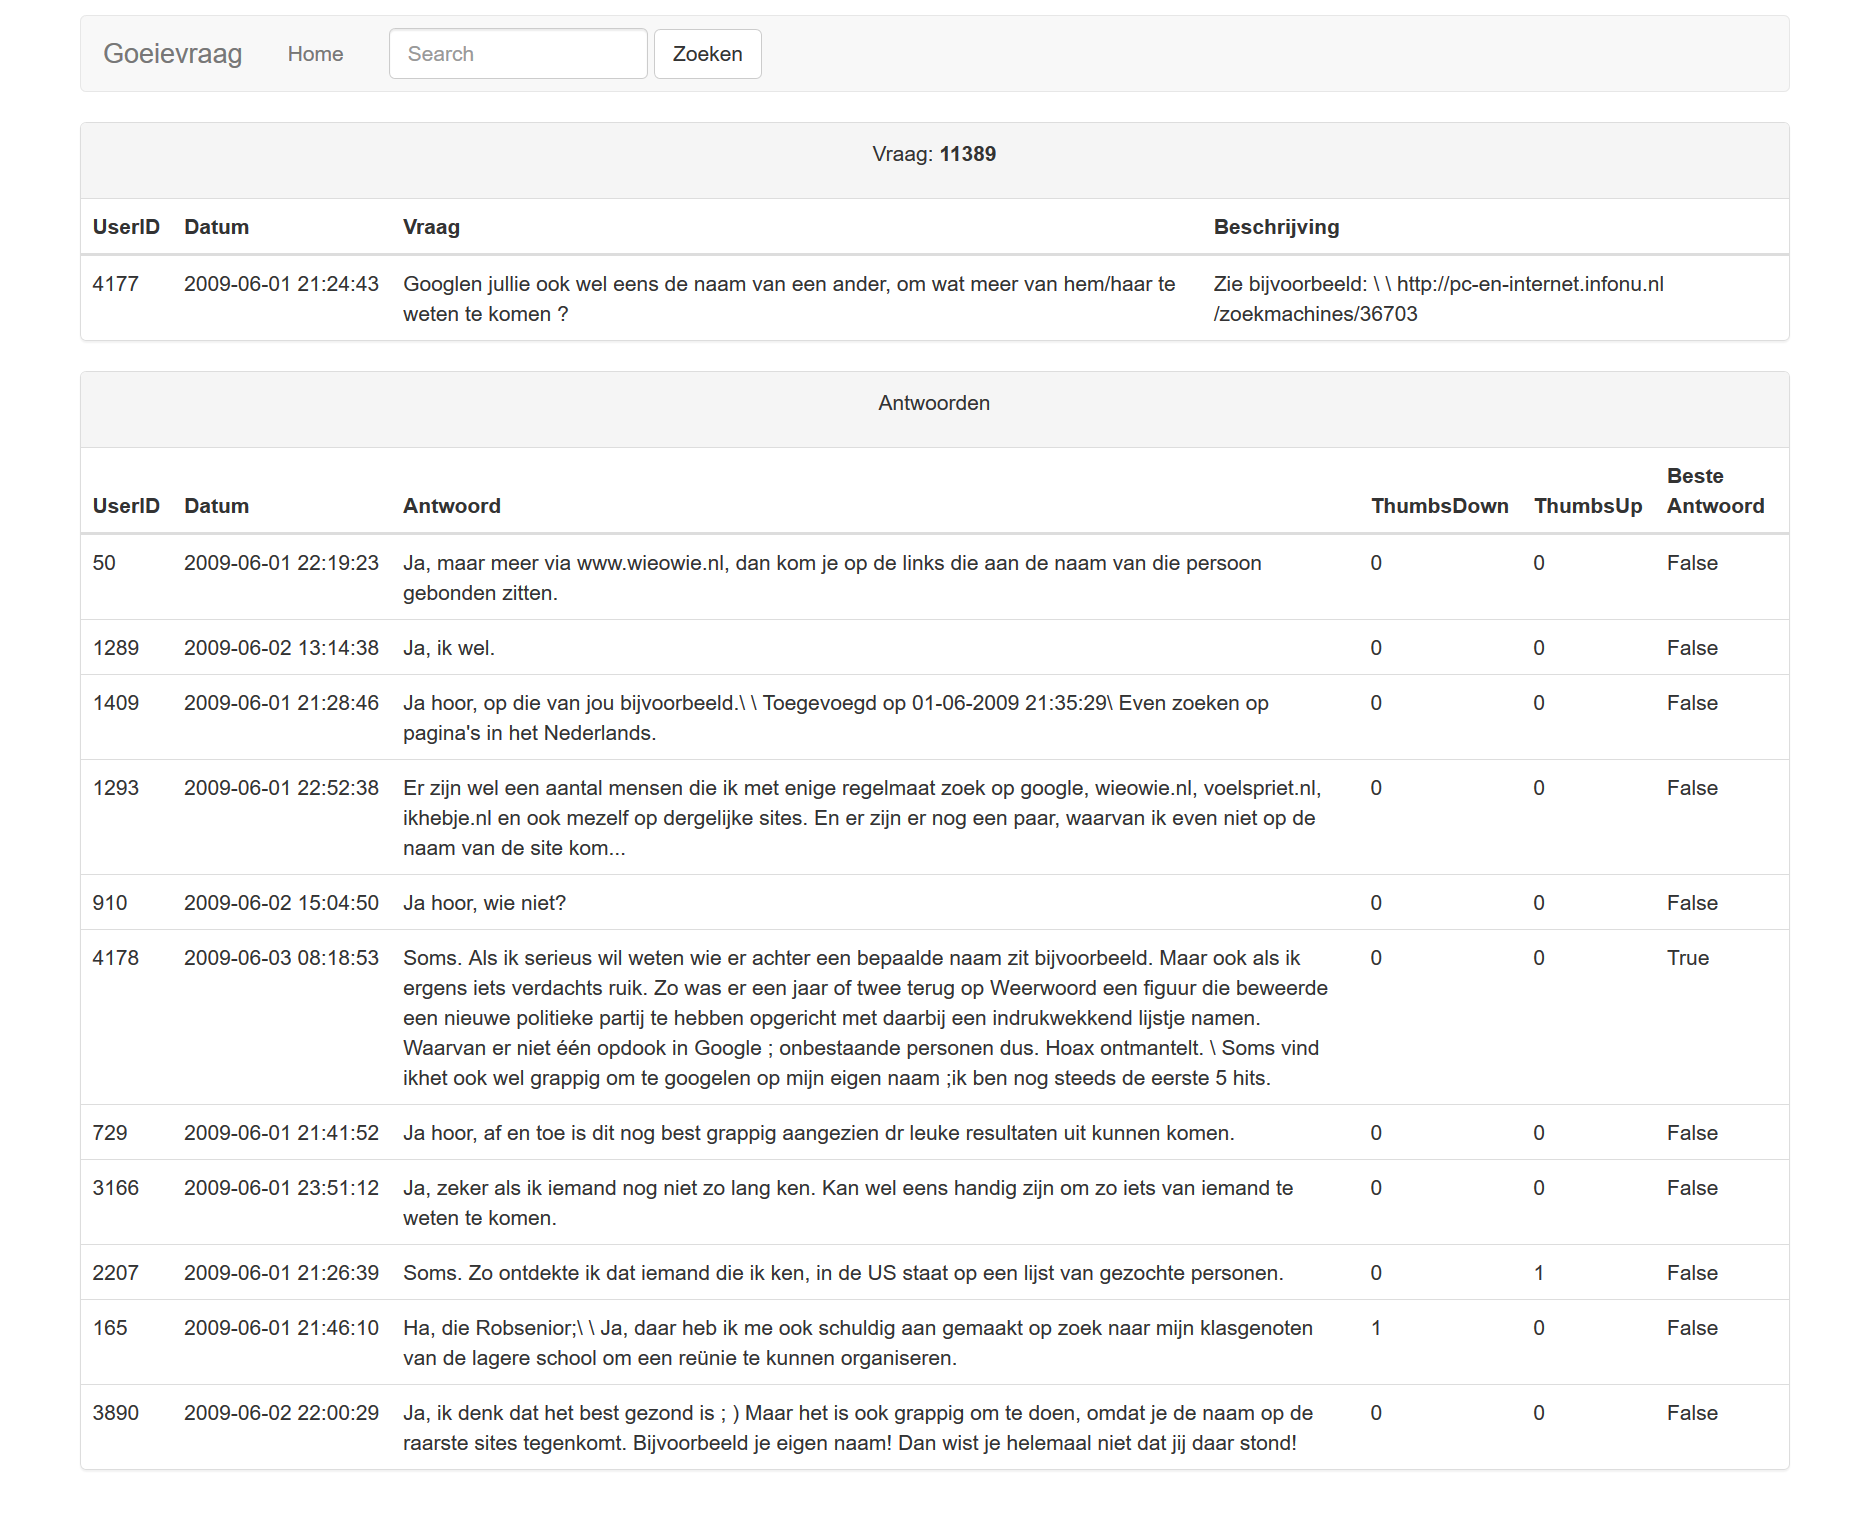 Goeievraag Home Search Zoeken
Vraag: 11389
UserID Datum Vraag Beschrijving
4177 2009-06-01 21:24:43 Googlen jullie ook wel eens de naam van een ander, om wat meer van hem/haar te Zie bijvoorbeeld: \ \ http://pc-en-internet.infonu.nl
weten te komen ? /zoekmachines/36703
Antwoorden
Beste
UserID Datum Antwoord ThumbsDown ThumbsUp Antwoord
50 2009-06-01 22:19:23 Ja, maar meer via www.wieowie.nl, dan kom je op de links die aan de naam van die persoon 0 0 False
gebonden zitten.
1289 2009-06-02 13:14:38 Ja, ik wel. 0 0 False
1409 2009-06-01 21:28:46 Ja hoor, op die van jou bijvoorbeeld.\ \ Toegevoegd op 01-06-2009 21:35:29\ Even zoeken op 0 0 False
pagina's in het Nederlands.
1293 2009-06-01 22:52:38 Er zijn wel een aantal mensen die ik met enige regelmaat zoek op google, wieowie.nl, voelspriet.nl, 0 0 False
ikhebje.nl en ook mezelf op dergelijke sites. En er zijn er nog een paar, waarvan ik even niet op de
naam van de site kom...
910 2009-06-02 15:04:50 Ja hoor, wie niet? 0 0 False
4178 2009-06-03 08:18:53 Soms. Als ik serieus wil weten wie er achter een bepaalde naam zit bijvoorbeeld. Maar ook als ik 0 0 True
ergens iets verdachts ruik. Zo was er een jaar of twee terug op Weerwoord een figuur die beweerde
een nieuwe politieke partij te hebben opgericht met daarbij een indrukwekkend lijstje namen.
Waarvan er niet één opdook in Google ; onbestaande personen dus. Hoax ontmantelt. \ Soms vind
ikhet ook wel grappig om te googelen op mijn eigen naam ;ik ben nog steeds de eerste 5 hits.
729 2009-06-01 21:41:52 Ja hoor, af en toe is dit nog best grappig aangezien dr leuke resultaten uit kunnen komen. 0 0 False
3166 2009-06-01 23:51:12 Ja, zeker als ik iemand nog niet zo lang ken. Kan wel eens handig zijn om zo iets van iemand te 0 0 False
weten te komen.
2207 2009-06-01 21:26:39 Soms. Zo ontdekte ik dat iemand die ik ken, in de US staat op een lijst van gezochte personen. 0 1 False
165 2009-06-01 21:46:10 Ha, die Robsenior;\ \ Ja, daar heb ik me ook schuldig aan gemaakt op zoek naar mijn klasgenoten 1 0 False
van de lagere school om een reünie te kunnen organiseren.
3890 2009-06-02 22:00:29 Ja, ik denk dat het best gezond is ; ) Maar het is ook grappig om te doen, omdat je de naam op de 0 0 False
raarste sites tegenkomt. Bijvoorbeeld je eigen naam! Dan wist je helemaal niet dat jij daar stond!